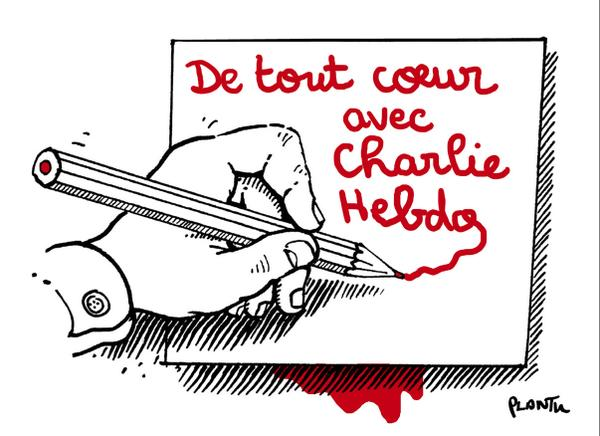 De tout cœur
avec
Charlie
Hebdo
PLANTU